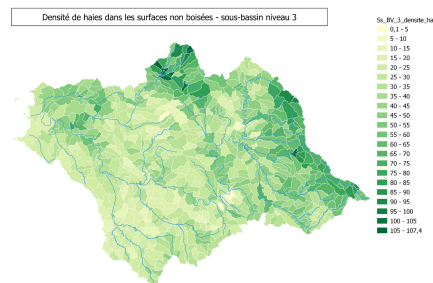 Densité de haies dans les surfaces non boisées - sous-bassin niveau 3
Ss_BV_3_densite_ha
0,1 - 5
5 - 10
10 - 15
15 - 20
20 - 25
25 - 30
30 - 35
35 - 40
40 - 45
45 - 50
50 - 55
55 - 60
60 - 65
65 - 70
70 - 75
75 - 80
80 - 85
85 - 90
90 - 95
95 - 100
100 - 105
105 - 107,4